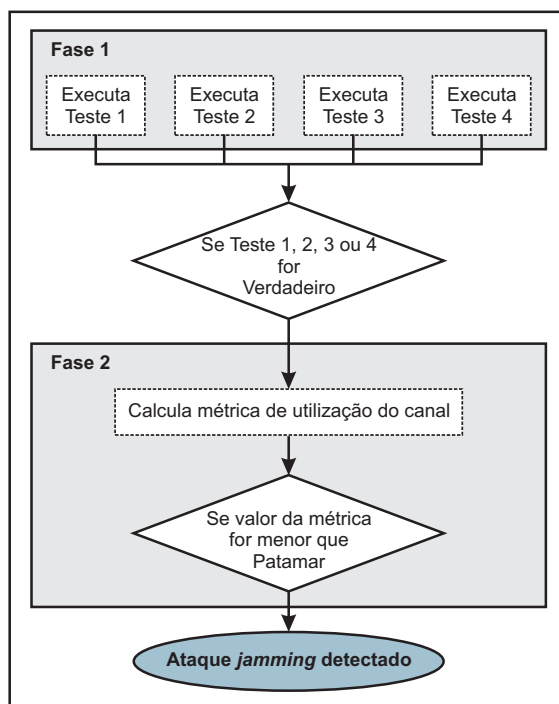 Fase 1
Executa
Teste 1
Executa
Teste 2
Executa
Teste 3
Executa
Teste 4
Se Teste 1, 2, 3 ou 4
for
Verdadeiro
Fase 2
Calcula métrica de utilização do canal
Se valor da métrica
for menor que
Patamar
Ataque jamming detectado